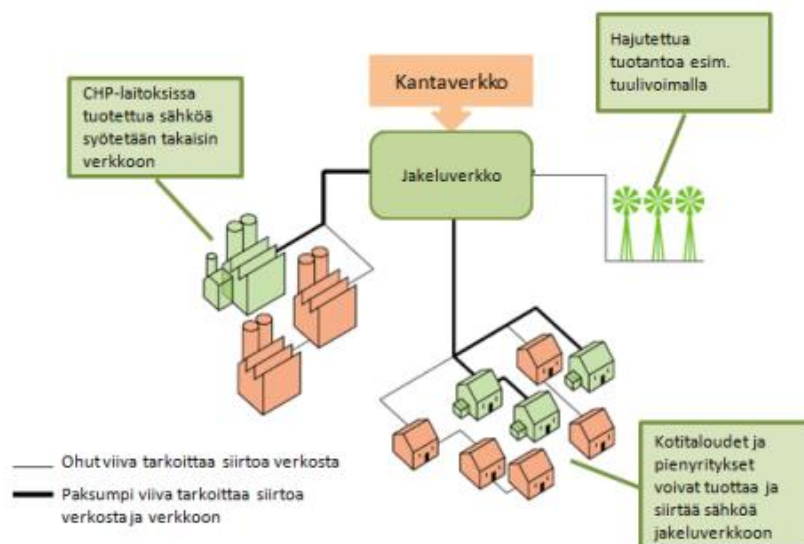 CHP-laitoksissa
tuotettua sähköä
syötetään takaisin
verkkoon
Kantaverkko
Hajutettua
tuotantoa esim.
tuulivoimalla
Jakeluverkko
Ohut viiva tarkoittaa siirtoa verkosta
Paksumpi viiva tarkoittaa siirtoa
verkosta ja verkkoon
Kotitaloudet ja
pienyritykset
voivat tuottaa ja
siirtää sähköä
jakeluverkkoon